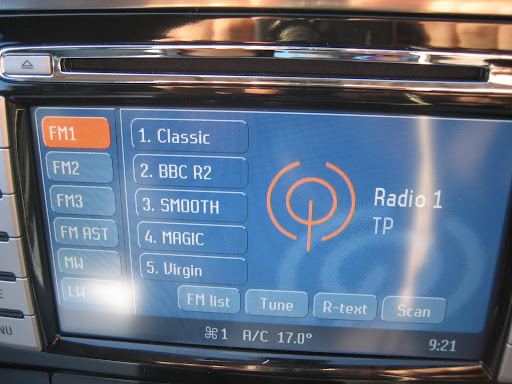 FM1
FM2
FM3
FM AST
MW
LW
1. Classic
2. BBC R2
3. SMOOTH
4. MAGIC
5. Virgin
Radio 1
TP
FM list
Tune
R-text
Scan
⌘1 A/C 17.0°
9:21
E
NU